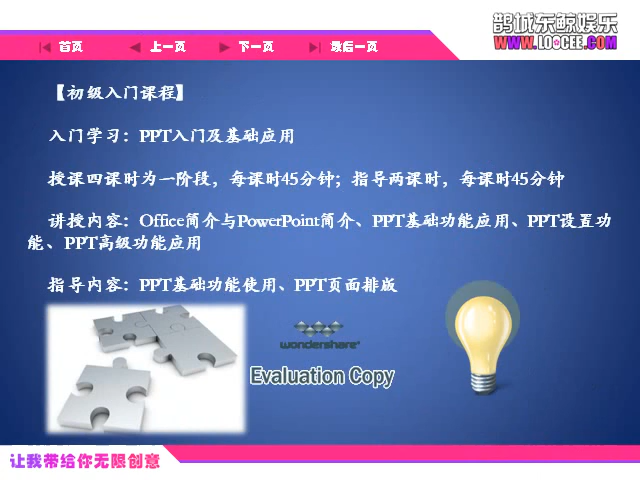 鹊城东鲸娱乐
WWW.LOCEE.COM
首页 上一页 下一页 最后一页
【初级入门课程】
入门学习：PPT入门及基础应用
授课四课时为一阶段，每课时45分钟；指导两课时，每课时45分钟
讲授内容：Office简介与PowerPoint简介、PPT基础功能应用、PPT设置功
能、PPT高级功能应用
指导内容：PPT基础功能使用、PPT页面排版
wondershare
Evaluation Copy
让我带给你无限创意